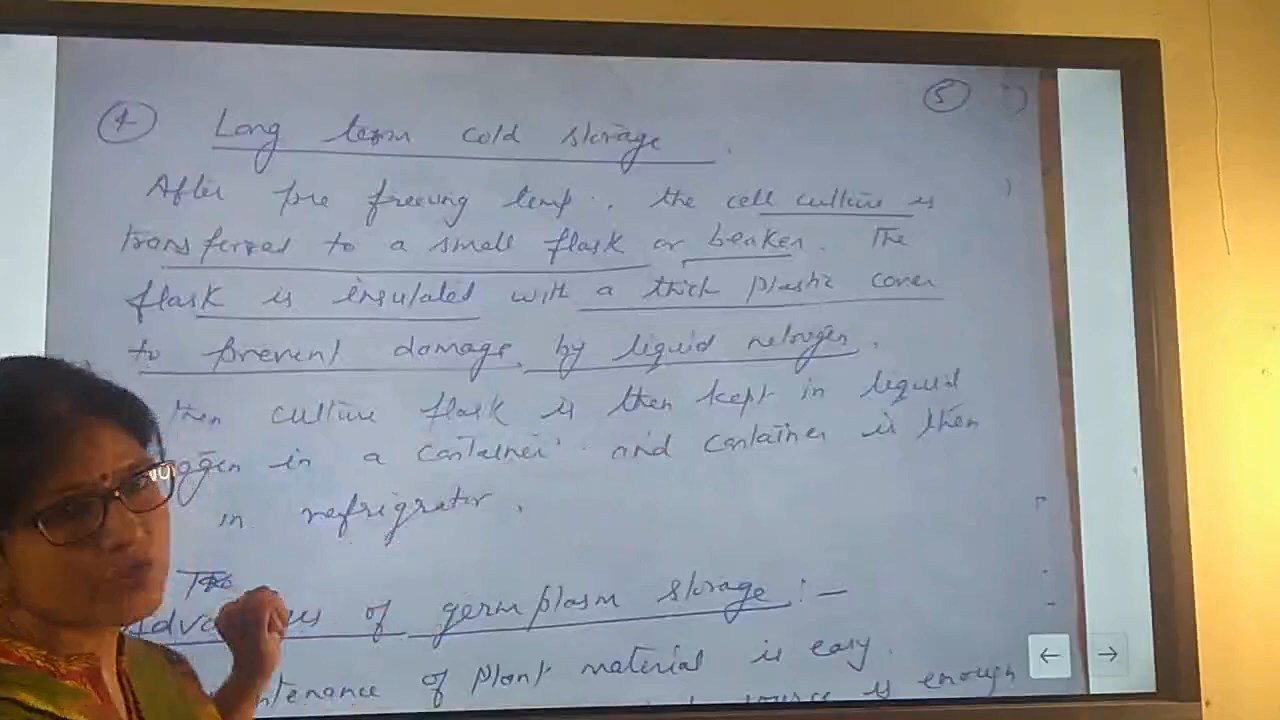 5
4 Long term cold storage.
After pre freezing temp., the cell culture is
transferred to a small flask or beaker. The
flask is insulated with a thick plastic cover
to prevent damage by liquid nitrogen.
then culture flask is then kept in liquid
in a container. and container is then
in refrigrator.
of germplasm storage :-
of plant material is easy.
source is enough